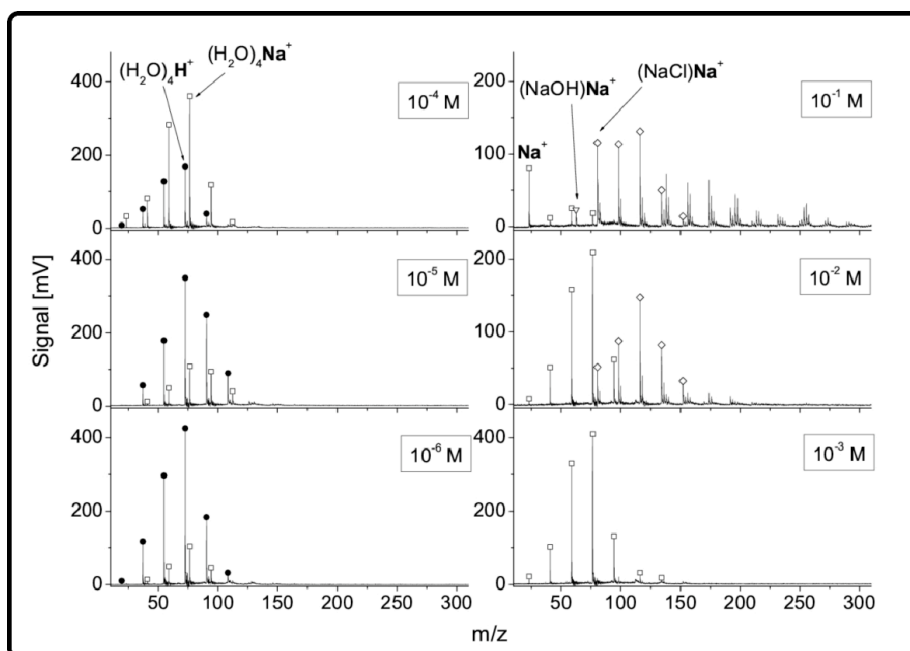 (H₂O)₄H⁺
(H₂O)₄Na⁺
10⁻⁴ M
400
200
0
(NaOH)Na⁺
(NaCl)Na⁺
Na⁺
10⁻¹ M
200
100
0
Signal [mV]
10⁻⁵ M
400
200
0
10⁻² M
200
100
0
10⁻⁶ M
400
200
0
50 100 150 200 250 300
10⁻³ M
400
200
0
50 100 150 200 250 300
m/z